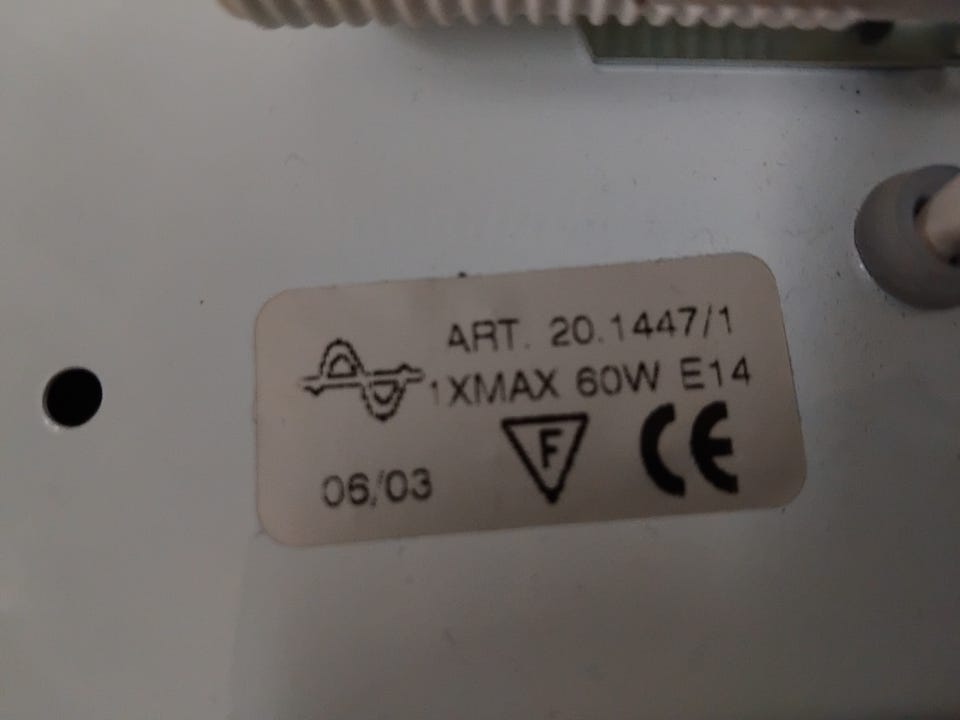 ART. 20.1447/1
1XMAX 60W E14
F CE
06/03